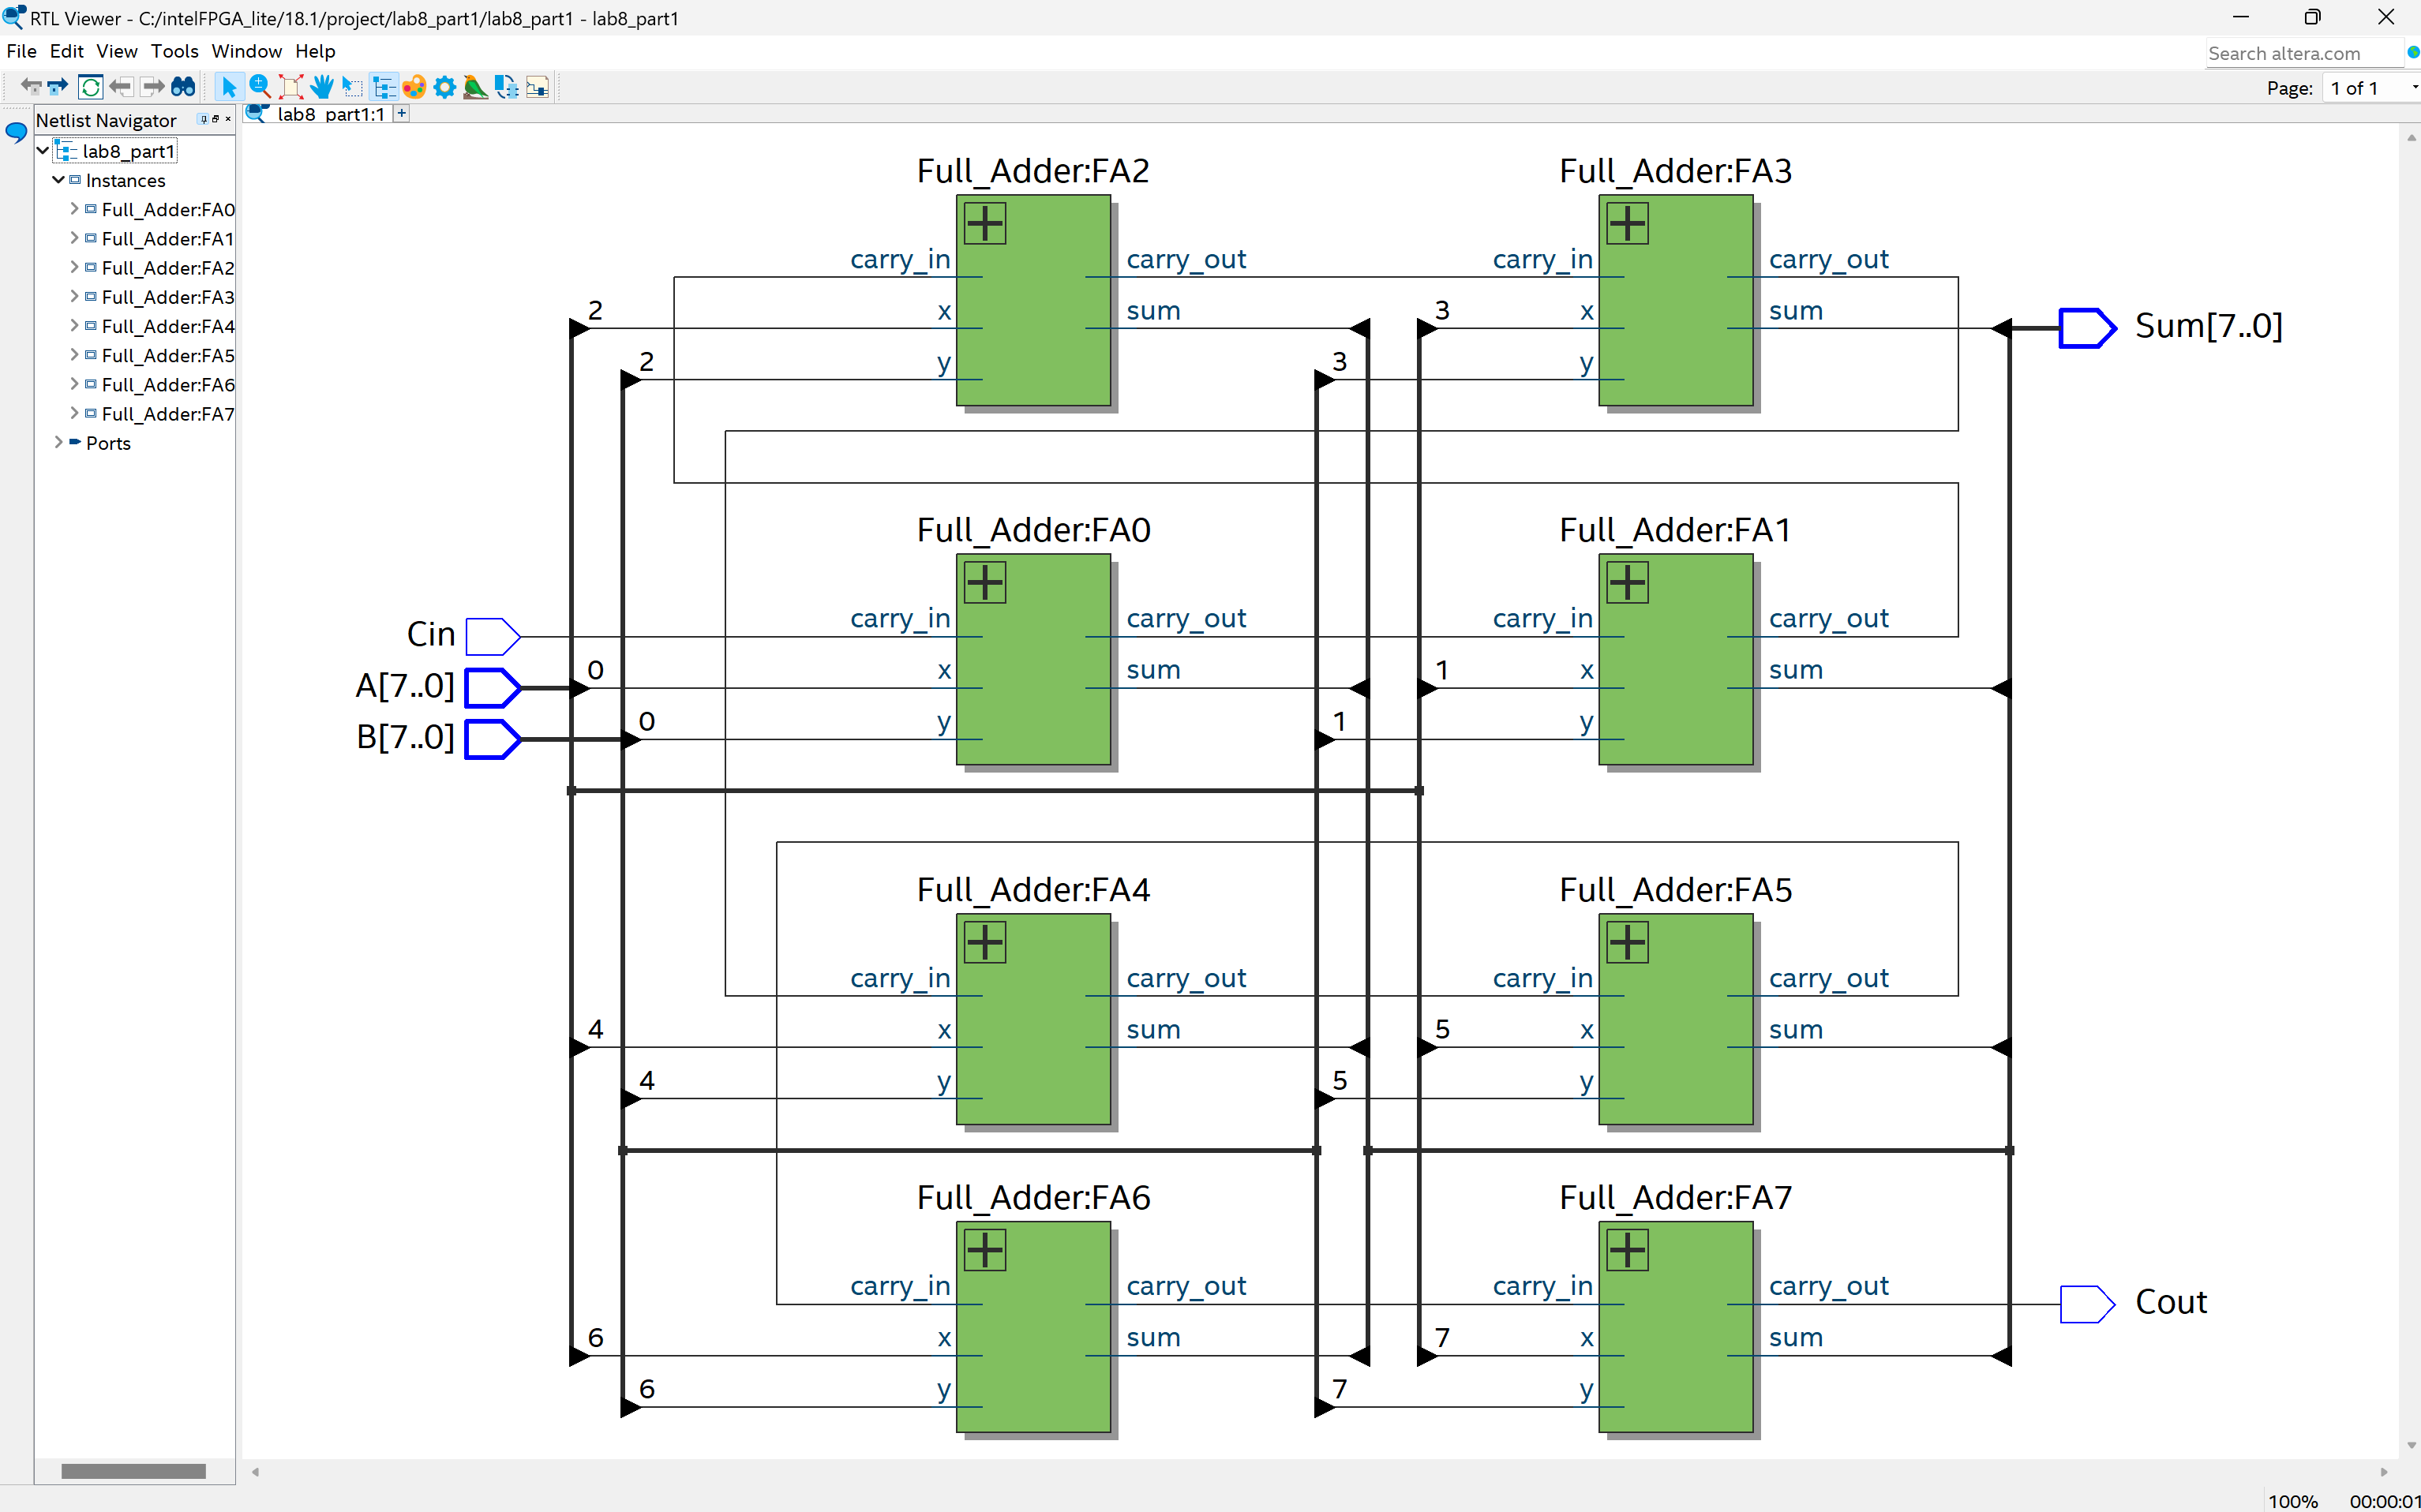 RTL Viewer - C:/intelFPGA_lite/18.1/project/lab8_part1/lab8_part1 - lab8_part1
File Edit View Tools Window Help
Search altera.com
Page: 1 of 1
Netlist Navigator
lab8_part1:1
lab8_part1
Instances
Full_Adder:FA0
Full_Adder:FA1
Full_Adder:FA2
Full_Adder:FA3
Full_Adder:FA4
Full_Adder:FA5
Full_Adder:FA6
Full_Adder:FA7
Ports
Full_Adder:FA2 Full_Adder:FA3
carry_in carry_out carry_in carry_out
2 x sum 3 x sum Sum[7..0]
2 y 3 y
Full_Adder:FA0 Full_Adder:FA1
Cin carry_in carry_out carry_in carry_out
A[7..0] 0 x sum 1 x sum
B[7..0] 0 y 1 y
Full_Adder:FA4 Full_Adder:FA5
carry_in carry_out carry_in carry_out
4 x sum 5 x sum
4 y 5 y
Full_Adder:FA6 Full_Adder:FA7
carry_in carry_out carry_in carry_out Cout
6 x sum 7 x sum
6 y 7 y
100% 00:00:01